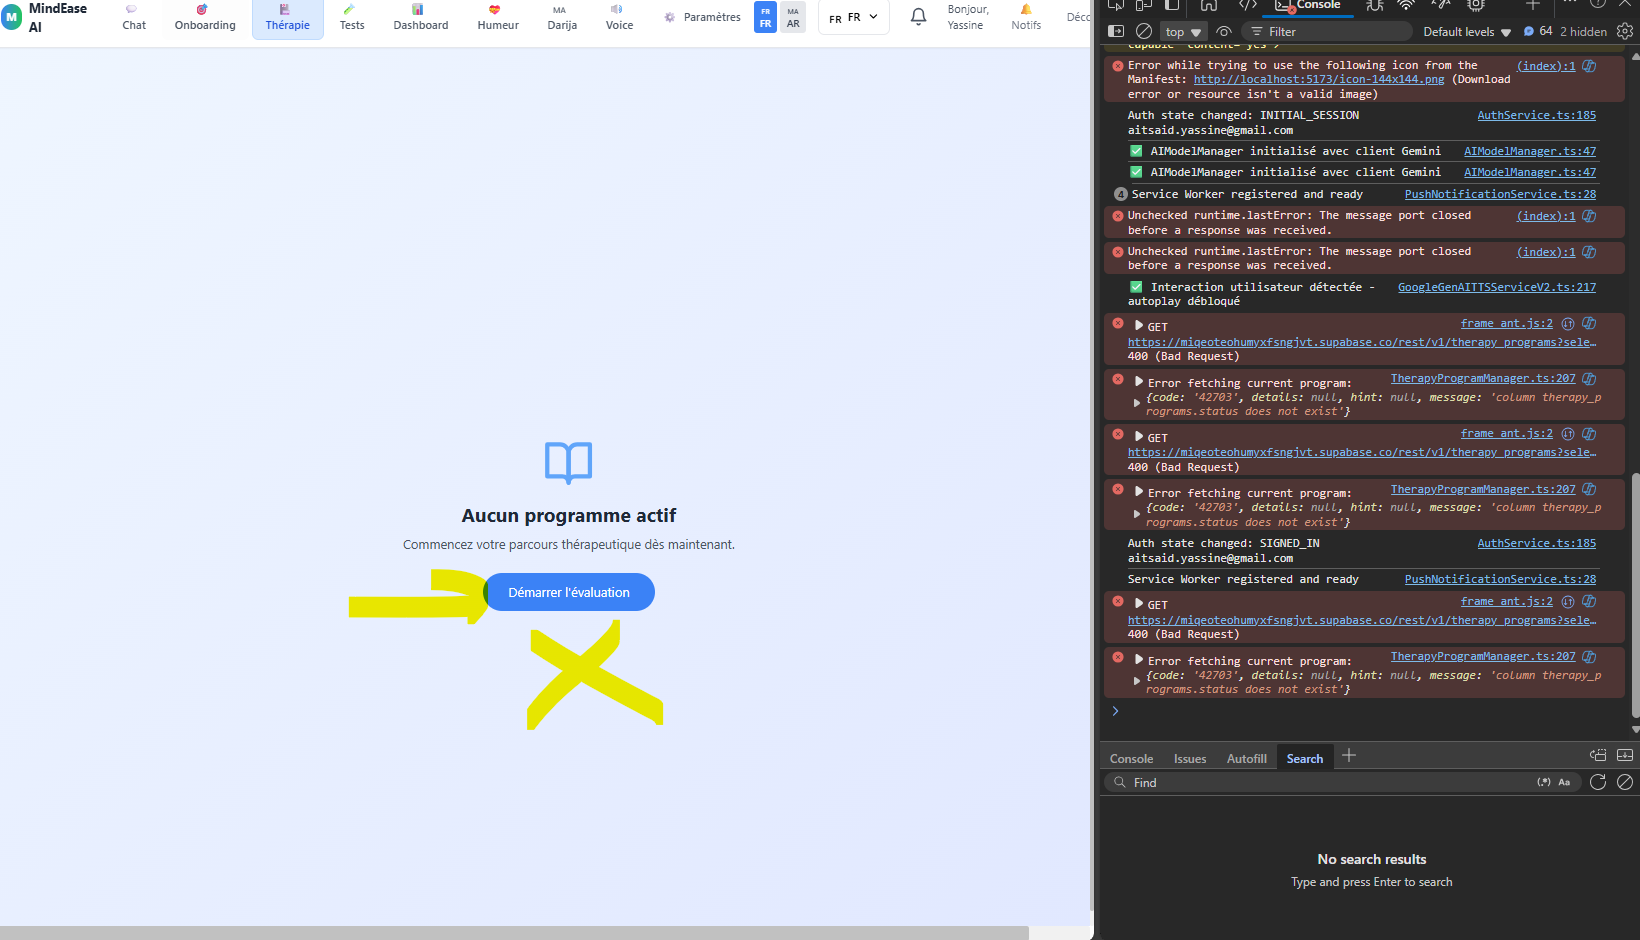 M MindEase AI
Chat
Onboarding
Thérapie
Tests
Dashboard
Humeur
MA
Darija
Voice
Paramètres
FR
FR
MA
AR
FR FR
Bonjour,
Yassine
Notifs
Décc
Aucun programme actif
Commencez votre parcours thérapeutique dès maintenant.
Démarrer l'évaluation
Console
top
Filter
Default levels
64
2 hidden
Error while trying to use the following icon from the (index):1
Manifest: http://localhost:5173/icon-144x144.png (Download
error or resource isn't a valid image)
Auth state changed: INITIAL_SESSION AuthService.ts:185
aitsaid.yassine@gmail.com
✅ AIModelManager initialisé avec client Gemini AIModelManager.ts:47
✅ AIModelManager initialisé avec client Gemini AIModelManager.ts:47
4 Service Worker registered and ready PushNotificationService.ts:28
Unchecked runtime.lastError: The message port closed (index):1
before a response was received.
Unchecked runtime.lastError: The message port closed (index):1
before a response was received.
✅ Interaction utilisateur détectée - GoogleGenAITTSServiceV2.ts:217
autoplay débloqué
GET frame_ant.js:2
https://miqeoteohumyxfsngjvt.supabase.co/rest/v1/therapy_programs?sele…
400 (Bad Request)
Error fetching current program: TherapyProgramManager.ts:207
{code: '42703', details: null, hint: null, message: 'column therapy_p
rograms.status does not exist'}
GET frame_ant.js:2
https://miqeoteohumyxfsngjvt.supabase.co/rest/v1/therapy_programs?sele…
400 (Bad Request)
Error fetching current program: TherapyProgramManager.ts:207
{code: '42703', details: null, hint: null, message: 'column therapy_p
rograms.status does not exist'}
Auth state changed: SIGNED_IN AuthService.ts:185
aitsaid.yassine@gmail.com
Service Worker registered and ready PushNotificationService.ts:28
GET frame_ant.js:2
https://miqeoteohumyxfsngjvt.supabase.co/rest/v1/therapy_programs?sele…
400 (Bad Request)
Error fetching current program: TherapyProgramManager.ts:207
{code: '42703', details: null, hint: null, message: 'column therapy_p
rograms.status does not exist'}
Console
Issues
Autofill
Search
Find
(.*) Aa
No search results
Type and press Enter to search